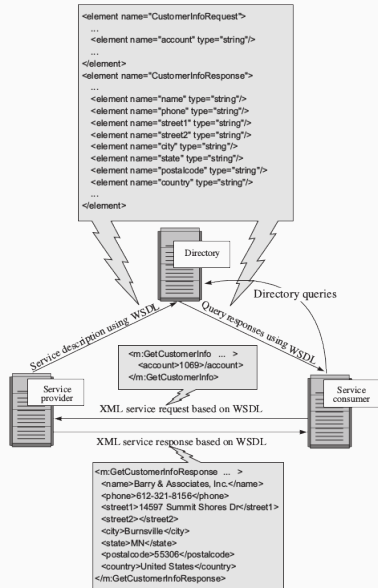 <element name="CustomerInfoRequest">
...
<element name="account" type="string"/>
...
</element>
<element name="CustomerInfoResponse">
...
<element name="name" type="string"/>
<element name="phone" type="string"/>
<element name="street1" type="string"/>
<element name="street2" type="string"/>
<element name="city" type="string"/>
<element name="state" type="string"/>
<element name="postalcode" type="string"/>
<element name="country" type="string"/>
...
</element>
Directory
Directory queries
Service description using WSDL
Query responses using WSDL
<m:GetCustomerInfo ... >
<account>1069>/account>
</m:GetCustomerInfo>
Service
provider
Service
consumer
XML service request based on WSDL
XML service response based on WSDL
<m:GetCustomerInfoResponse ... >
<name>Barry & Associates, Inc.</name>
<phone>612-321-8156</phone>
<street1>14597 Summit Shores Dr</street1>
<street2></street2>
<city>Burnsville</city>
<state>MN</state>
<postalcode>55306</postalcode>
<country>United States</country>
</m:GetCustomerInfoResponse>